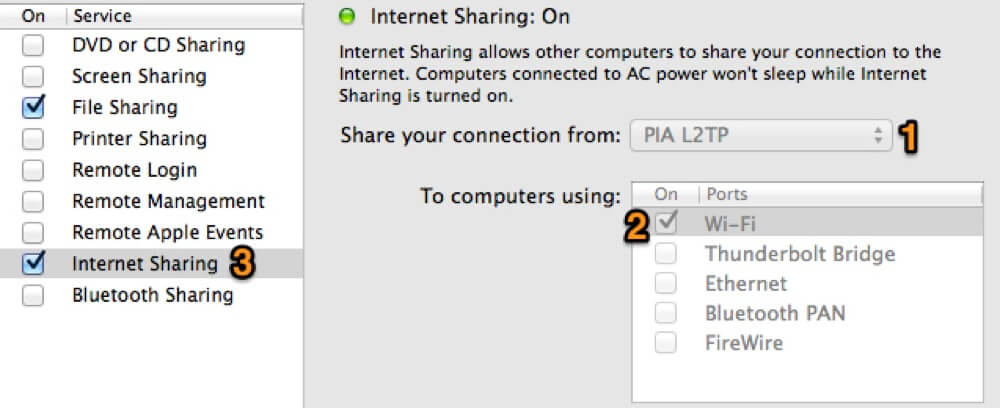 On Service
DVD or CD Sharing
Screen Sharing
File Sharing
Printer Sharing
Remote Login
Remote Management
Remote Apple Events
Internet Sharing 3
Bluetooth Sharing
Internet Sharing: On
Internet Sharing allows other computers to share your connection to the
Internet. Computers connected to AC power won't sleep while Internet
Sharing is turned on.
Share your connection from: PIA L2TP 1
To computers using:
On Ports
2 Wi-Fi
Thunderbolt Bridge
Ethernet
Bluetooth PAN
FireWire